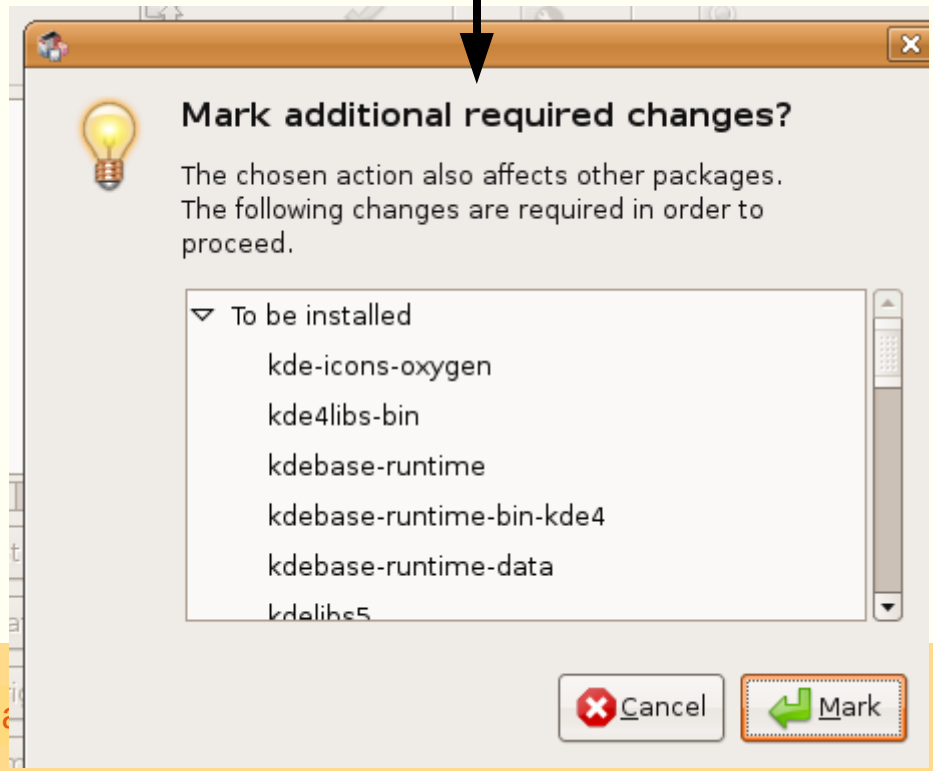 Mark additional required changes?
The chosen action also affects other packages.
The following changes are required in order to
proceed.
To be installed
kde-icons-oxygen
kde4libs-bin
kdebase-runtime
kdebase-runtime-bin-kde4
kdebase-runtime-data
kdelibs5
Cancel
Mark